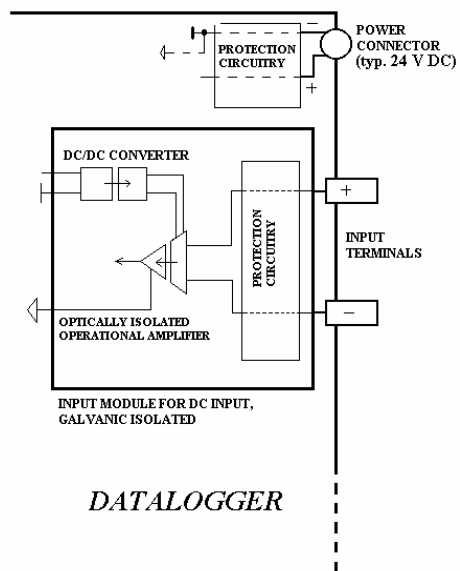 POWER
CONNECTOR
(typ. 24 V DC)
−
PROTECTION
CIRCUITRY
+
DC/DC CONVERTER
+
PROTECTION
CIRCUITRY
INPUT
TERMINALS
−
OPTICALLY ISOLATED
OPERATIONAL AMPLIFIER
INPUT MODULE FOR DC INPUT,
GALVANIC ISOLATED
DATALOGGER